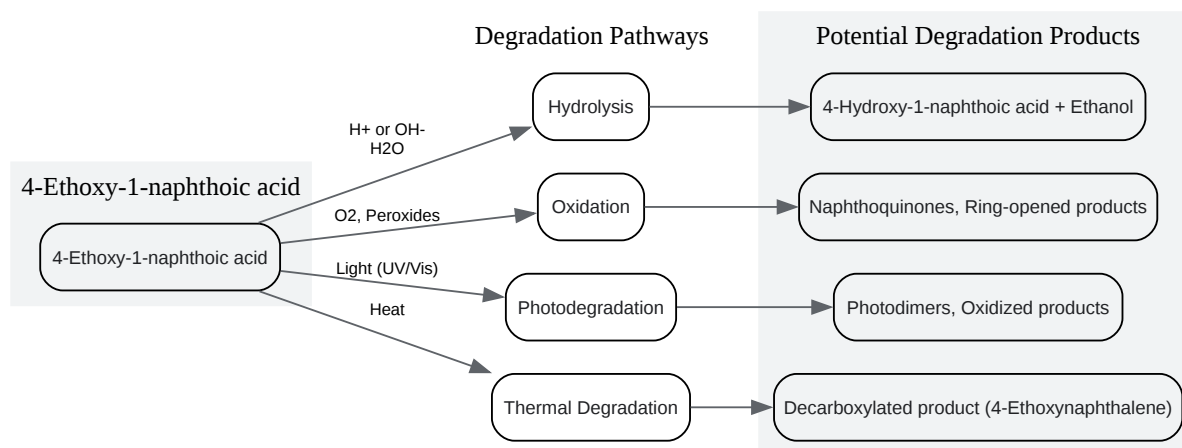 Degradation Pathways
Potential Degradation Products
Hydrolysis
4-Hydroxy-1-naphthoic acid + Ethanol
H+ or OH-
H2O
4-Ethoxy-1-naphthoic acid
O2, Peroxides
Oxidation
Naphthoquinones, Ring-opened products
4-Ethoxy-1-naphthoic acid
Light (UV/Vis)
Photodegradation
Photodimers, Oxidized products
Heat
Thermal Degradation
Decarboxylated product (4-Ethoxynaphthalene)